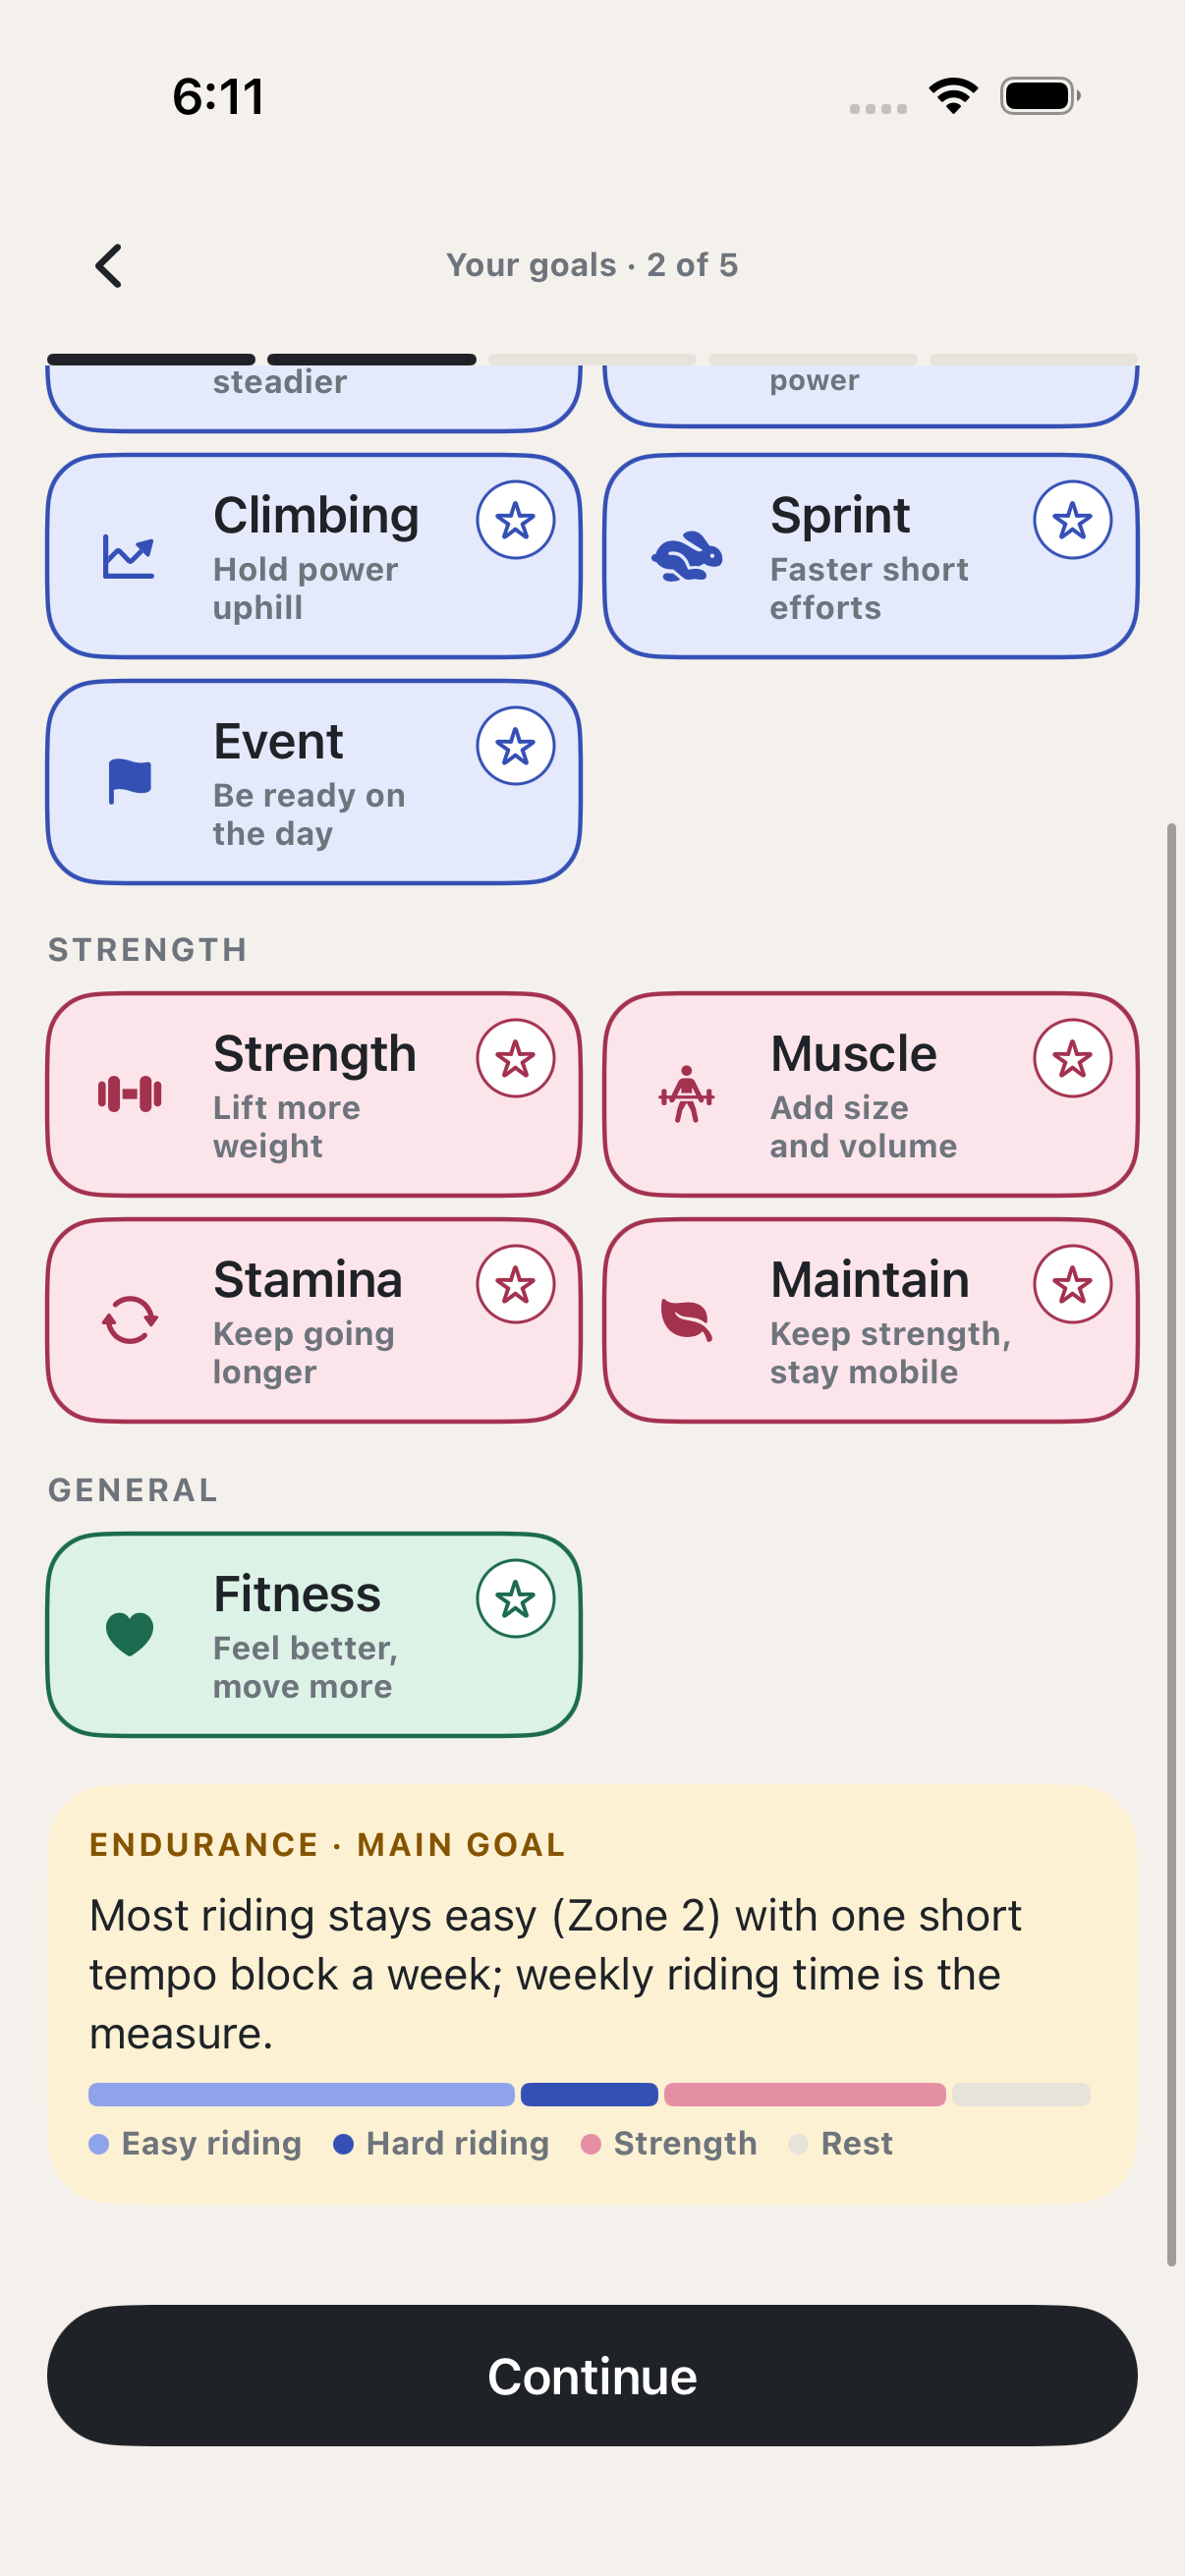 6:11
Your goals · 2 of 5
steadier
power
Climbing
Hold power
uphill
Sprint
Faster short
efforts
Event
Be ready on
the day
STRENGTH
Strength
Lift more
weight
Muscle
Add size
and volume
Stamina
Keep going
longer
Maintain
Keep strength,
stay mobile
GENERAL
Fitness
Feel better,
move more
ENDURANCE · MAIN GOAL
Most riding stays easy (Zone 2) with one short
tempo block a week; weekly riding time is the
measure.
Easy riding Hard riding Strength Rest
Continue